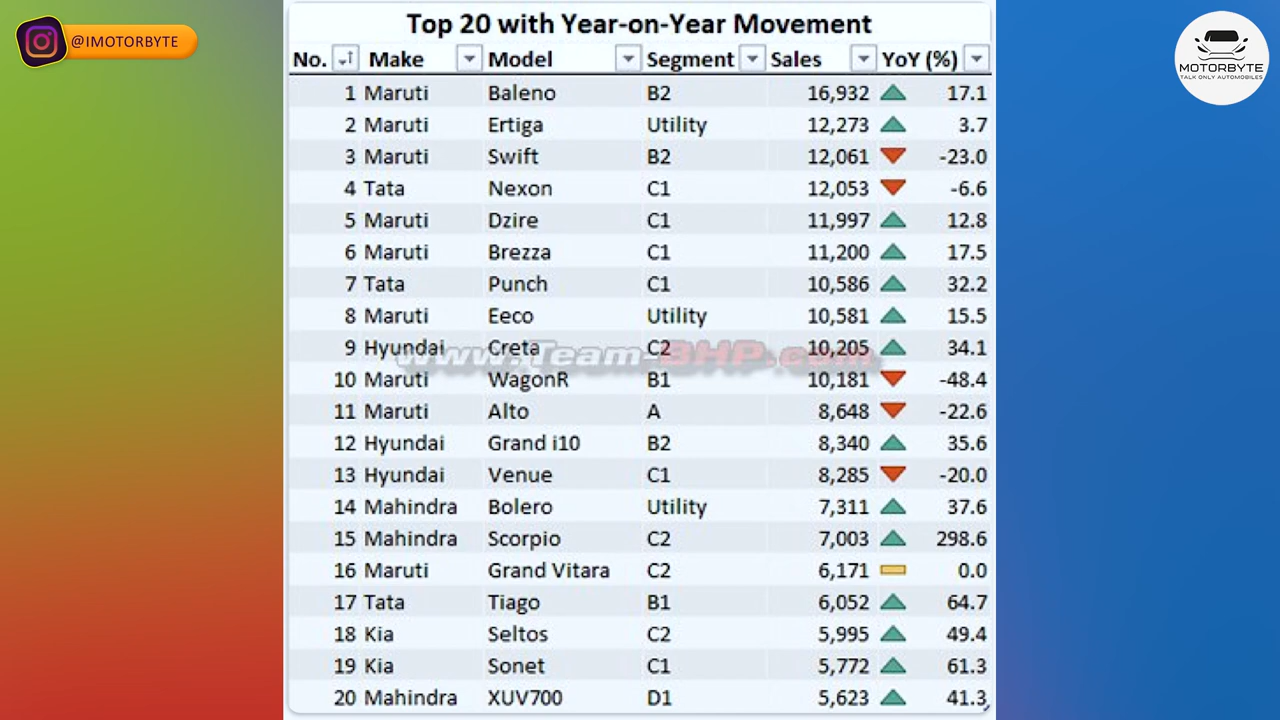 @IMOTORBYTE
MOTORBYTE
TALK ONLY AUTOMOBILES
Top 20 with Year-on-Year Movement
No. Make Model Segment Sales YoY (%)
1 Maruti Baleno B2 16,932 17.1
2 Maruti Ertiga Utility 12,273 3.7
3 Maruti Swift B2 12,061 -23.0
4 Tata Nexon C1 12,053 -6.6
5 Maruti Dzire C1 11,997 12.8
6 Maruti Brezza C1 11,200 17.5
7 Tata Punch C1 10,586 32.2
8 Maruti Eeco Utility 10,581 15.5
9 Hyundai Creta C2 10,205 34.1
www.Team-BHP.com
10 Maruti WagonR B1 10,181 -48.4
11 Maruti Alto A 8,648 -22.6
12 Hyundai Grand i10 B2 8,340 35.6
13 Hyundai Venue C1 8,285 -20.0
14 Mahindra Bolero Utility 7,311 37.6
15 Mahindra Scorpio C2 7,003 298.6
16 Maruti Grand Vitara C2 6,171 0.0
17 Tata Tiago B1 6,052 64.7
18 Kia Seltos C2 5,995 49.4
19 Kia Sonet C1 5,772 61.3
20 Mahindra XUV700 D1 5,623 41.3